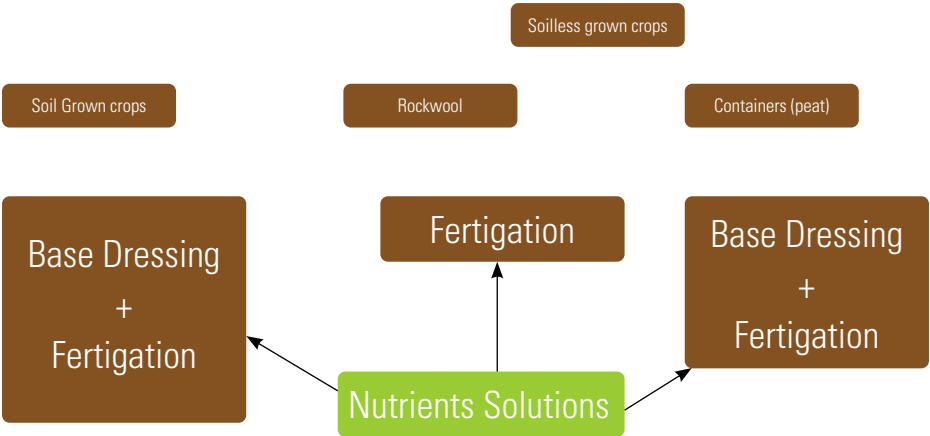 Soilless grown crops
Soil Grown crops
Rockwool
Containers (peat)
Base Dressing
+
Fertigation
Fertigation
Base Dressing
+
Fertigation
Nutrients Solutions